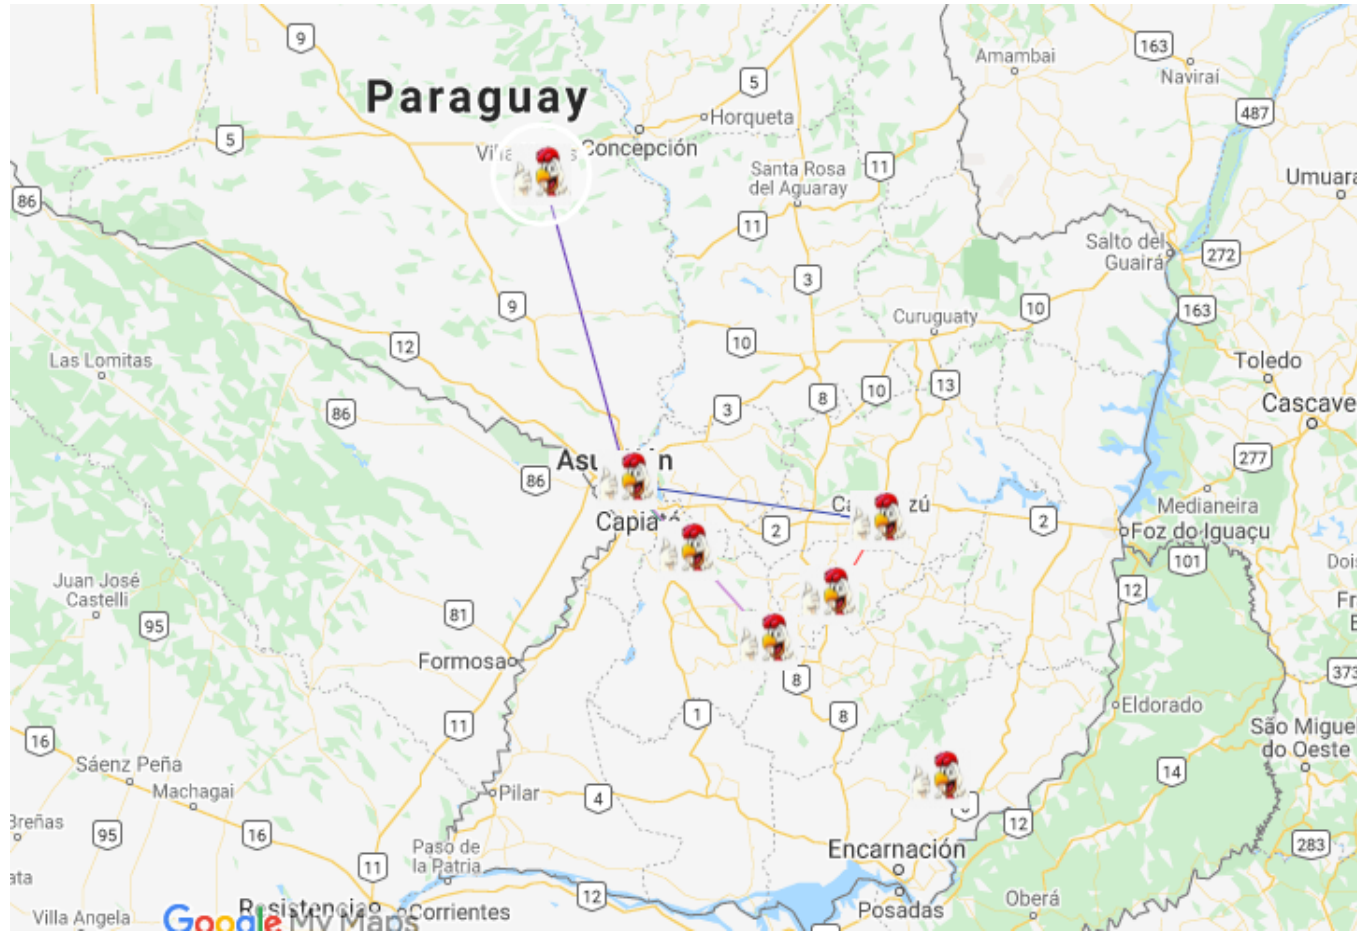 9
Amambai
163
Naviraí
Paraguay
5
Horqueta
487
5
Concepción
Santa Rosa
del Aguaray
11
Umuara
86
11
Salto del
Guairá
272
3
9
10
163
Curuguaty
12
10
Las Lomitas
Toledo
13
10
8
3
Cascave
86
277
86
Medianeira
2
2
Foz do Iguaçu
101
Juan José
Castelli
12
95
81
Formosa
8
373
1
8
Eldorado
11
16
São Migue
do Oeste
Sáenz Peña
14
Machagai
Pilar
4
95
16
12
283
Encarnación
Paso de
la Patria
11
12
Oberá
Posadas
Resistencia
Corrientes
Villa Angela
Google My Maps